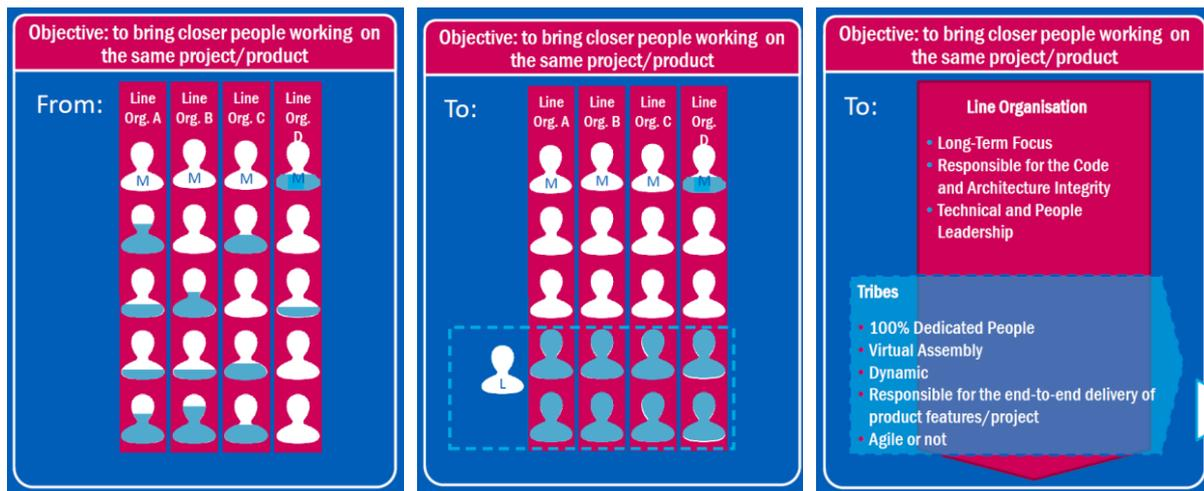 Objective: to bring closer people working on
the same project/product
From:
Line
Org. A
Line
Org. B
Line
Org. C
Line
Org.
D
M
M
M
M
Objective: to bring closer people working on
the same project/product
To:
Line
Org. A
Line
Org. B
Line
Org. C
Line
Org.
D
M
M
M
M
L
Objective: to bring closer people working on
the same project/product
To:
Line Organisation
• Long-Term Focus
• Responsible for the Code
and Architecture Integrity
• Technical and People
Leadership
Tribes
• 100% Dedicated People
• Virtual Assembly
• Dynamic
• Responsible for the end-to-end delivery of
product features/project
• Agile or not